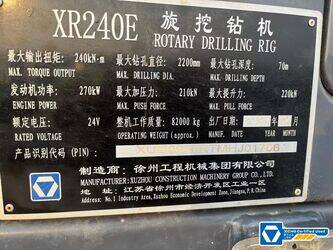 XR240E 旋挖钻机
ROTARY DRILLING RIG
最大输出扭矩: 240kN·m 最大钻孔直径: 2200mm 最大钻孔深度: 70m
MAX. TORQUE OUTPUT MAX. DRILLING DIA. MAX. DRILLING DEPTH
发动机功率: 270kW 最大加压力: 210kN 最大提升力: 220kN
ENGINE POWER MAX. PUSH FORCE MAX. PULL FORCE
额定电压: 24V 整机工作质量: 82000 kg 出厂日期: 年 月
RATED VOLTAGE OPERATING WEIGHT (approx.) MANU. DATE YEAR MONTH
产品识别代码 (PIN):
制造商: 徐州工程机械集团有限公司
MANUFACTURER: XUZHOU CONSTRUCTION MACHINERY GROUP CO., LTD.
地址: 江苏省徐州市经济开发区工业一区
Address: No.1 Industry Area, Xuzhou Economic Development Zone, Jiangsu, P.R. CHINA
XCMG Certified Used